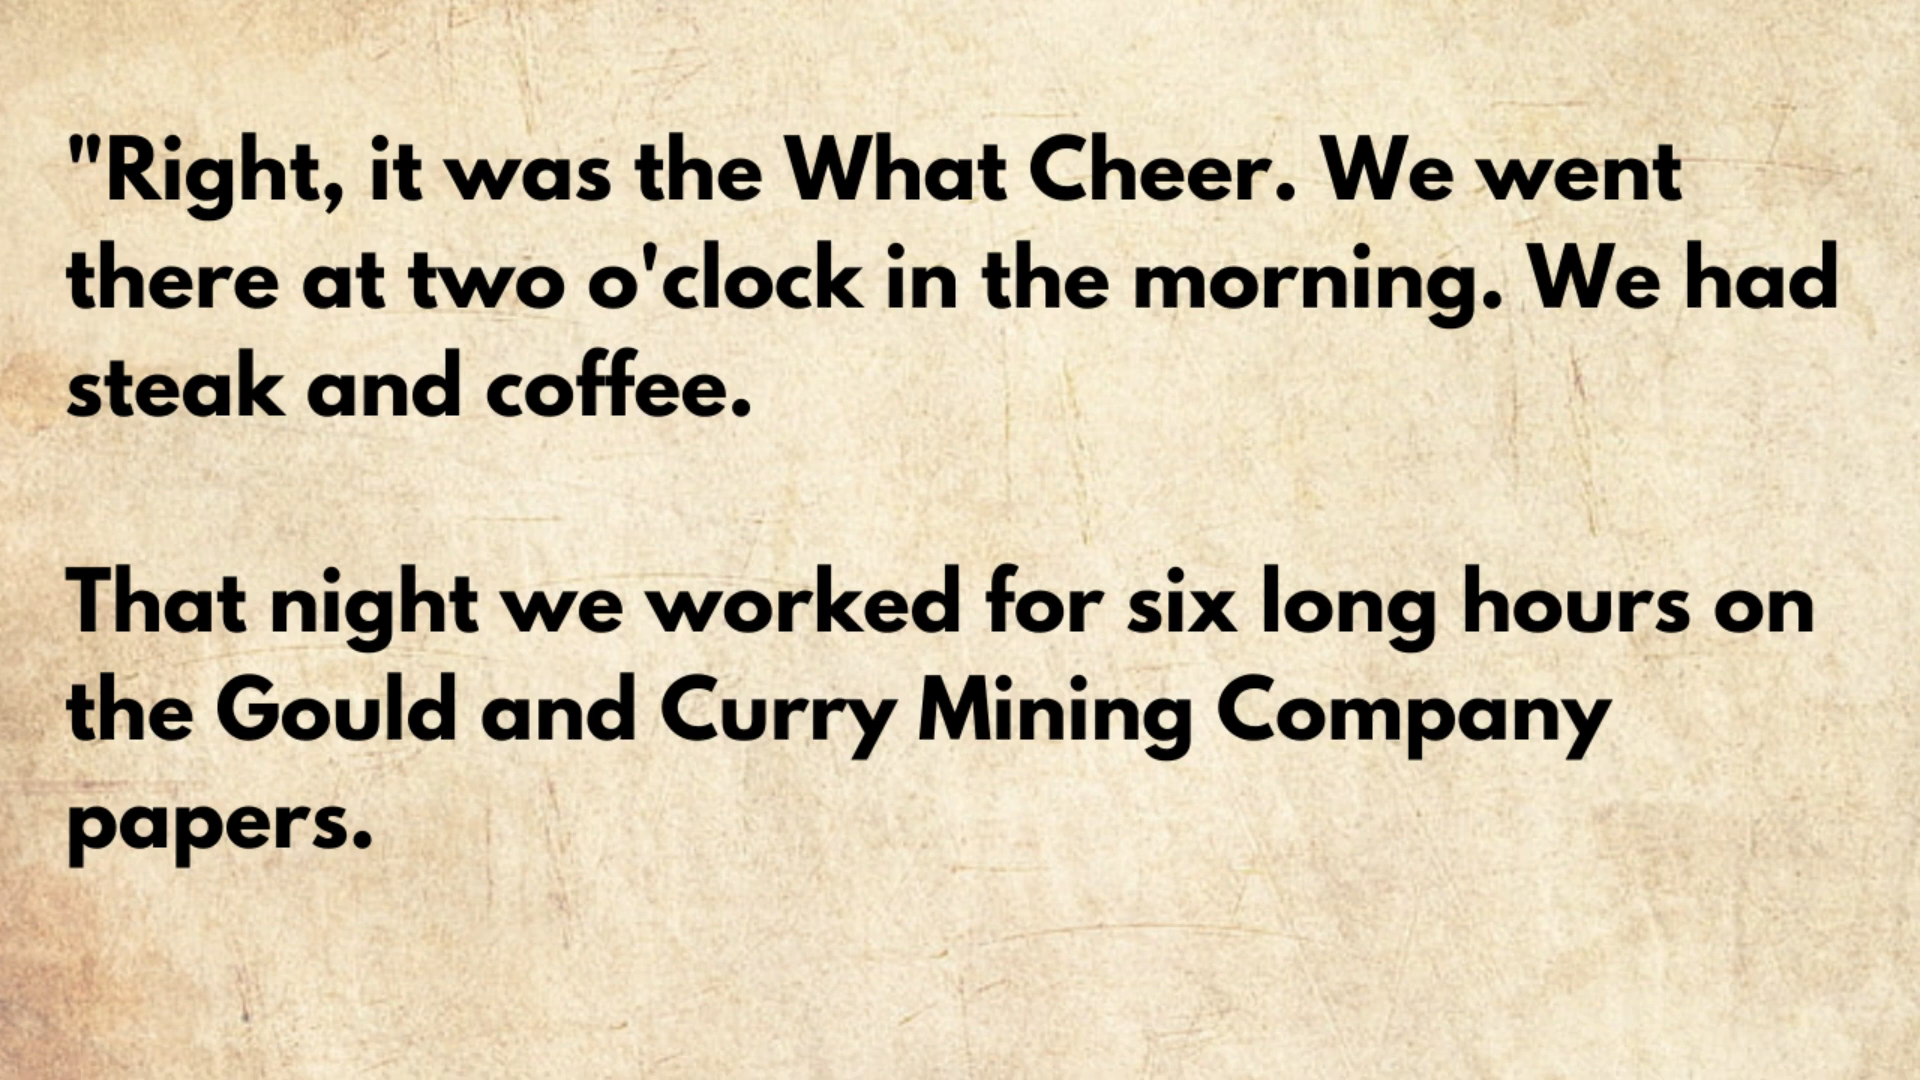 "Right, it was the What Cheer. We went
there at two o'clock in the morning. We had
steak and coffee.
That night we worked for six long hours on
the Gould and Curry Mining Company
papers.